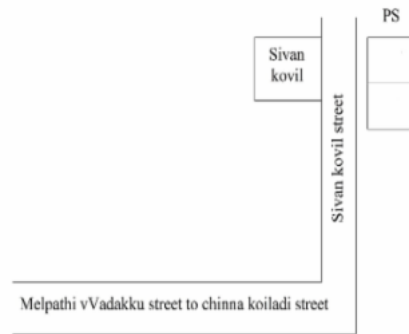 PS
Sivan
kovil
Sivan kovil street
Melpathi vVadakku street to chinna koiladi street